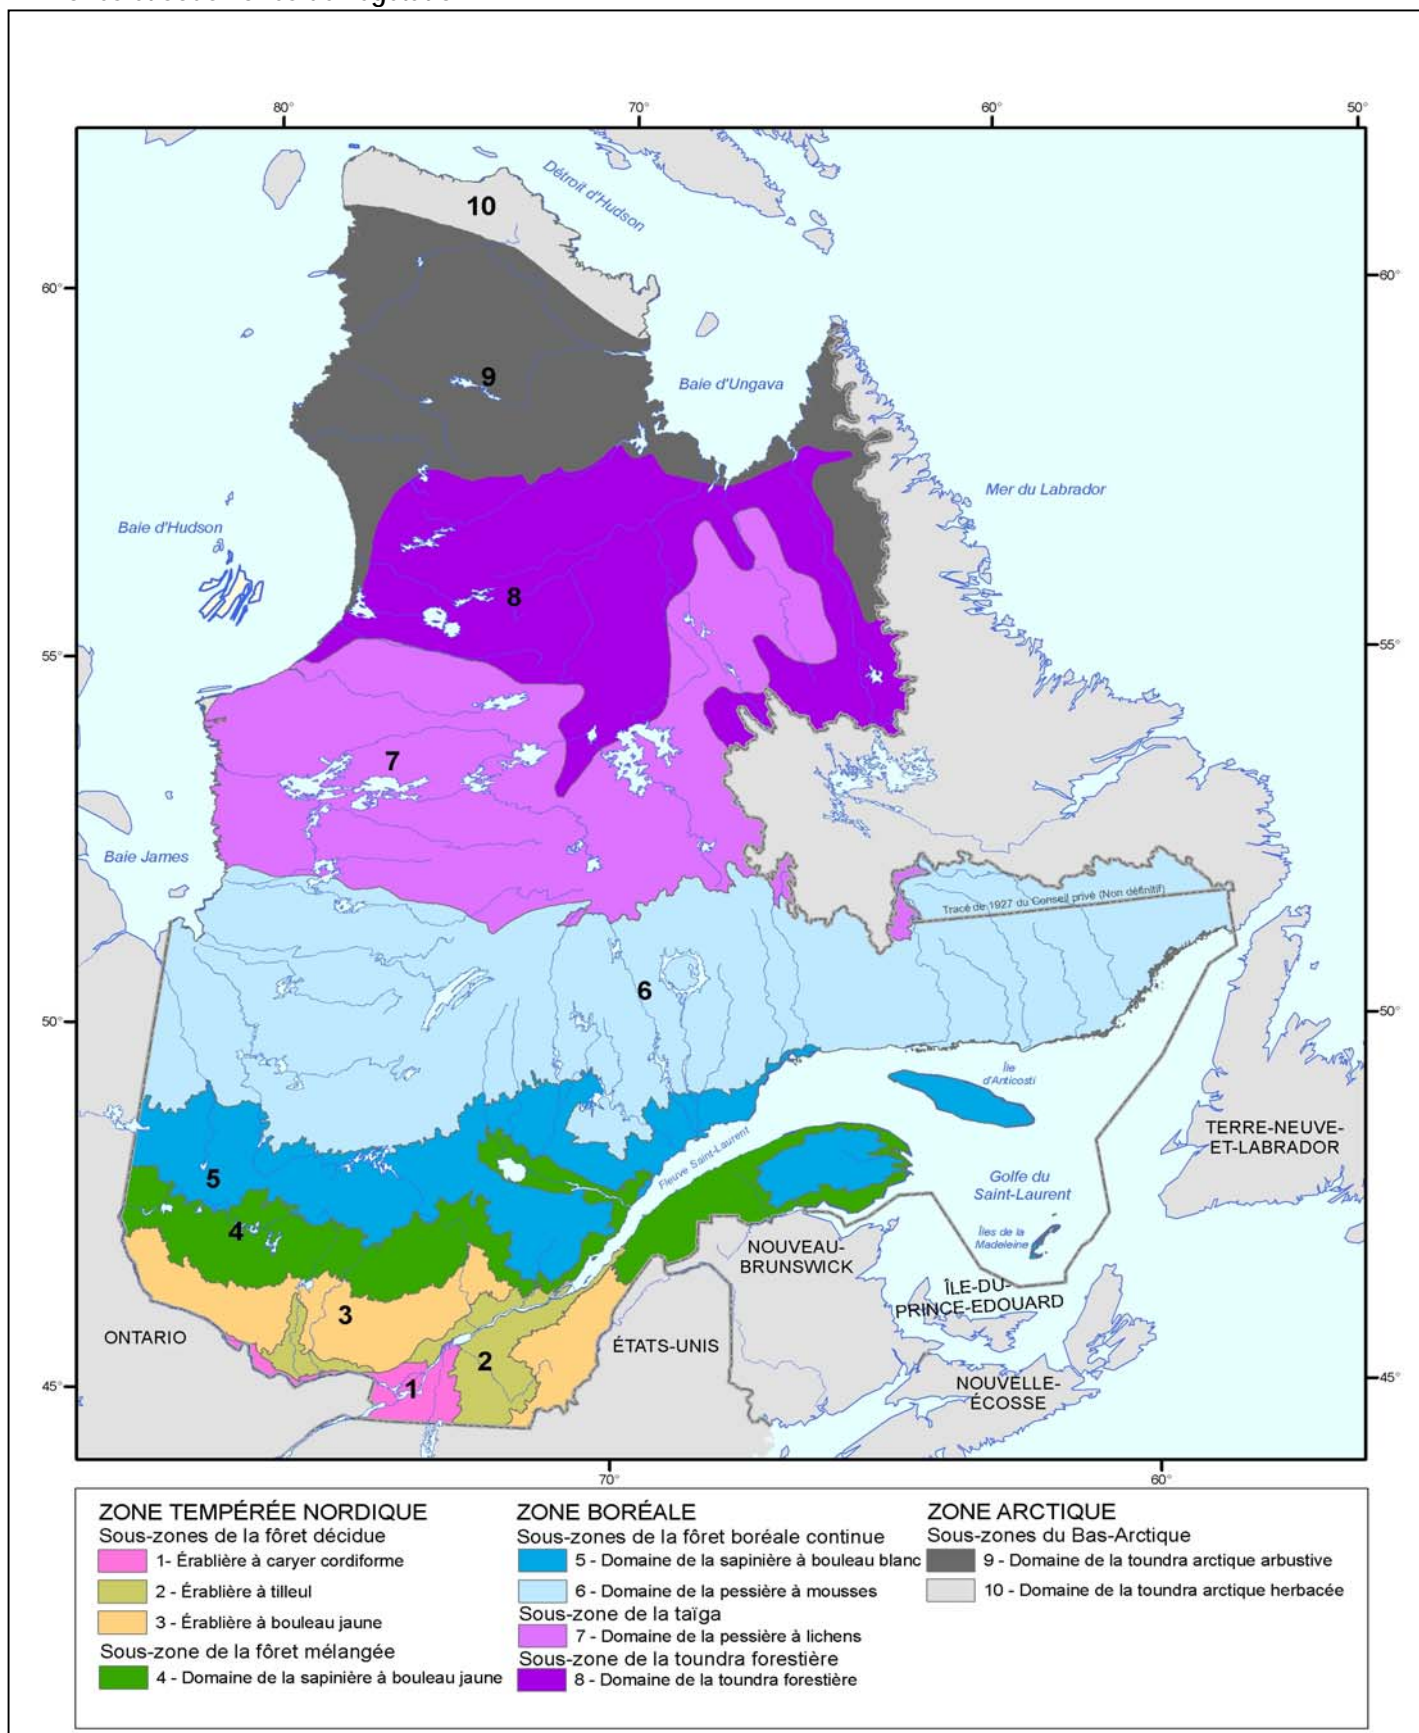 80°
70°
60°
50°
Détroit d'Hudson
10
60°
60°
9
Baie d'Ungava
Mer du Labrador
Baie d'Hudson
8
55°
55°
7
Baie James
Tracé de 1927 du Conseil privé (Non définitif)
6
50°
50°
Île
d'Anticosti
TERRE-NEUVE-
ET-LABRADOR
Fleuve Saint-Laurent
5
Golfe du
Saint-Laurent
4
Îles de la
Madeleine
NOUVEAU-
BRUNSWICK
ÎLE-DU-
PRINCE-EDOUARD
3
ONTARIO
ÉTATS-UNIS
2
1
45°
45°
NOUVELLE-
ÉCOSSE
70°
60°
ZONE TEMPÉRÉE NORDIQUE
Sous-zones de la fôret décidue
1- Érablière à caryer cordiforme
2 - Érablière à tilleul
3 - Érablière à bouleau jaune
Sous-zone de la fôret mélangée
4 - Domaine de la sapinière à bouleau jaune
ZONE BORÉALE
Sous-zones de la fôret boréale continue
5 - Domaine de la sapinière à bouleau blanc
6 - Domaine de la pessière à mousses
Sous-zone de la taïga
7 - Domaine de la pessière à lichens
Sous-zone de la toundra forestière
8 - Domaine de la toundra forestière
ZONE ARCTIQUE
Sous-zones du Bas-Arctique
9 - Domaine de la toundra arctique arbustive
10 - Domaine de la toundra arctique herbacée